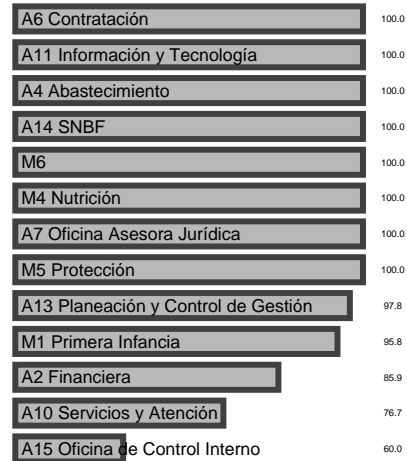 A6 Contratación 100.0
A11 Información y Tecnología 100.0
A4 Abastecimiento 100.0
A14 SNBF 100.0
M6 100.0
M4 Nutrición 100.0
A7 Oficina Asesora Jurídica 100.0
M5 Protección 100.0
A13 Planeación y Control de Gestión 97.8
M1 Primera Infancia 95.8
A2 Financiera 85.9
A10 Servicios y Atención 76.7
A15 Oficina de Control Interno 60.0